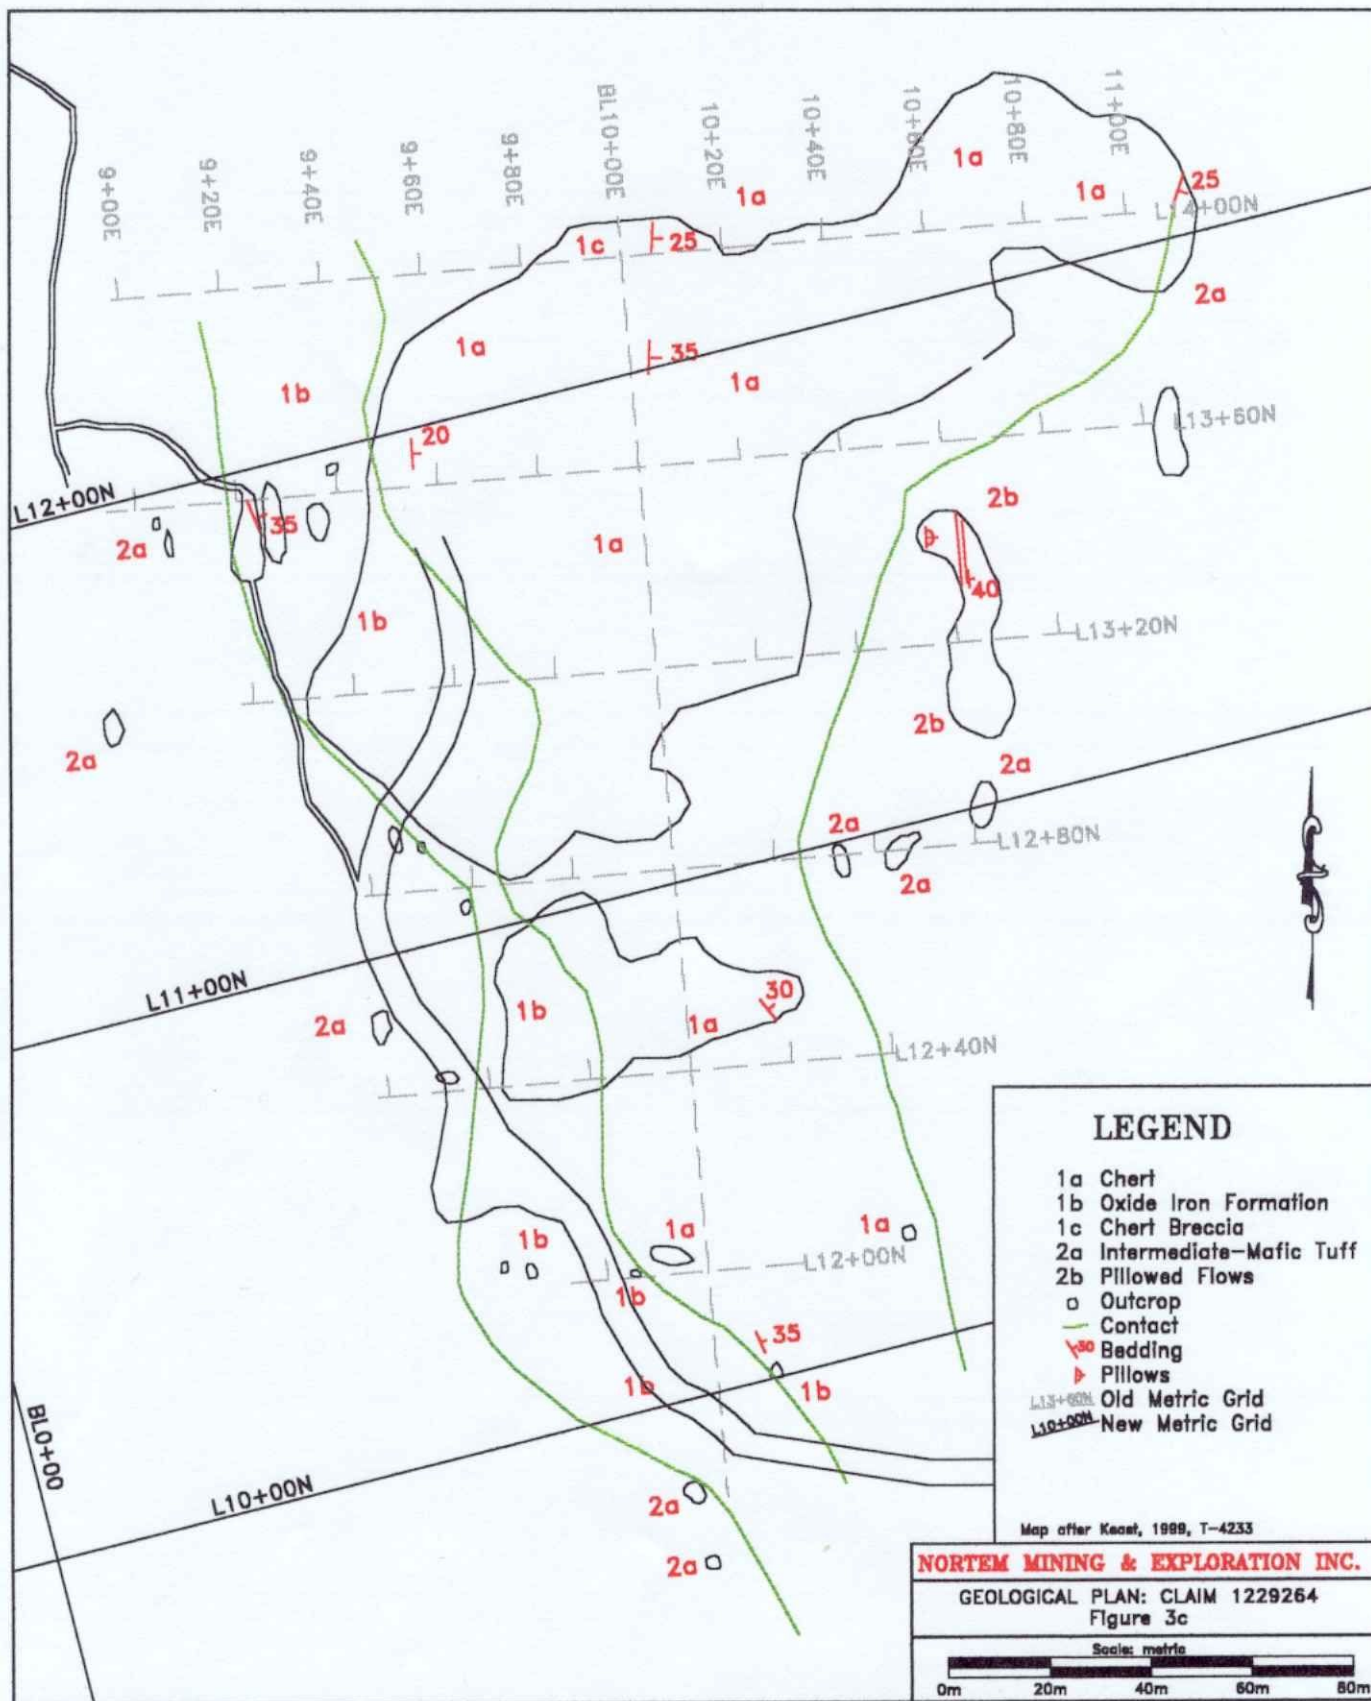 9+00E
9+20E
9+40E
9+60E
9+80E
BL10+00E
10+20E
10+40E
10+60E
10+80E
11+00E
1a
1a
1a
25
L14+00N
1c
25
2a
1a
35
1a
1b
20
L13+60N
L12+00N
2a
35
1a
2b
40
1b
L13+20N
2a
2b
2a
2a
L12+80N
2a
L11+00N
2a
1b
1a
30
L12+40N
1b
1a
1a
L12+00N
1b
35
1b
1b
BL0+00
L10+00N
2a
2a
LEGEND
1a Chert
1b Oxide Iron Formation
1c Chert Breccia
2a Intermediate-Mafic Tuff
2b Pillowed Flows
Outcrop
Contact
30 Bedding
Pillows
L13+60N Old Metric Grid
L10+00N New Metric Grid
Map after Keast, 1999, T-4233
NORTEM MINING & EXPLORATION INC.
GEOLOGICAL PLAN: CLAIM 1229264
Figure 3c
Scale: metric
0m 20m 40m 60m 80m